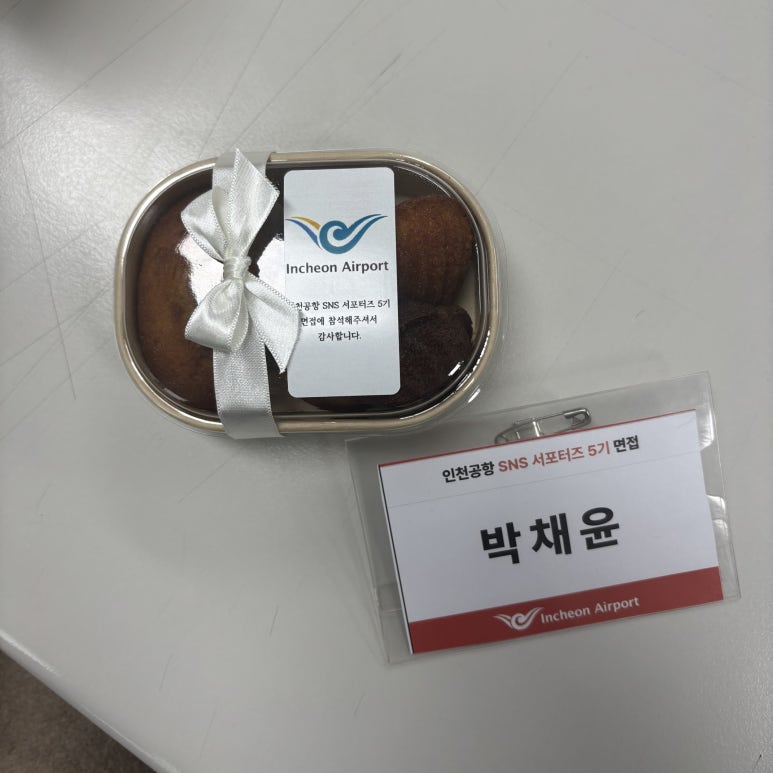 Incheon Airport
인천공항 SNS 서포터즈 5기
면접에 참석해주셔서
감사합니다.
인천공항 SNS 서포터즈 5기 면접
박채윤
Incheon Airport